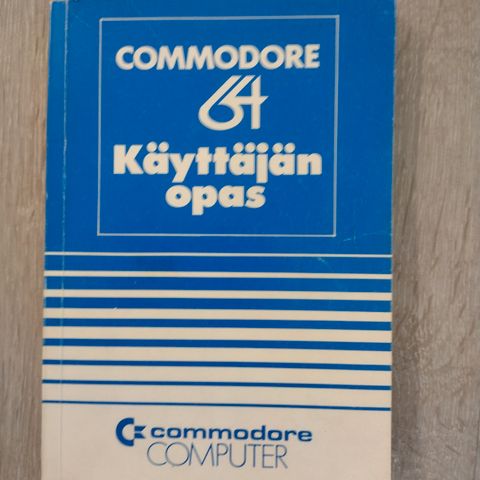 COMMODORE
64
Käyttäjän
opas
commodore
COMPUTER